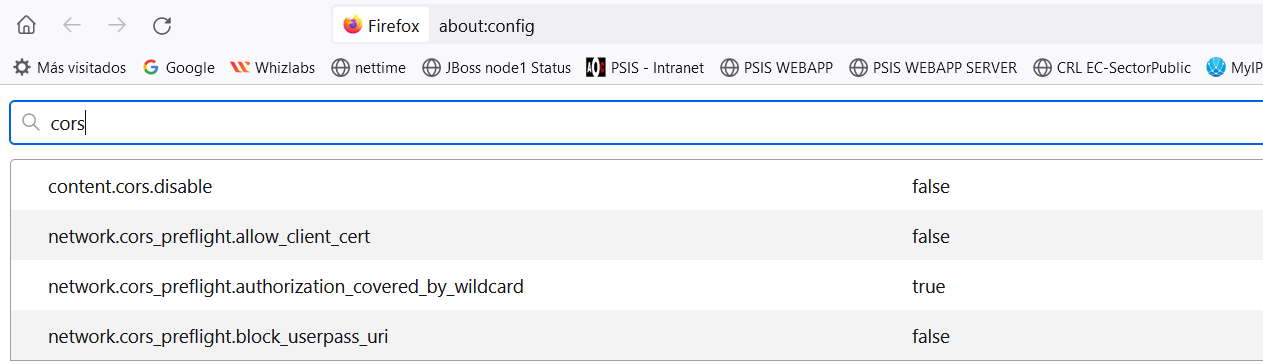 Firefox about:config
Más visitados Google Whizlabs nettime JBoss node1 Status PSIS - Intranet PSIS WEBAPP PSIS WEBAPP SERVER CRL EC-SectorPublic MyIP
cors
content.cors.disable false
network.cors_preflight.allow_client_cert false
network.cors_preflight.authorization_covered_by_wildcard true
network.cors_preflight.block_userpass_uri false